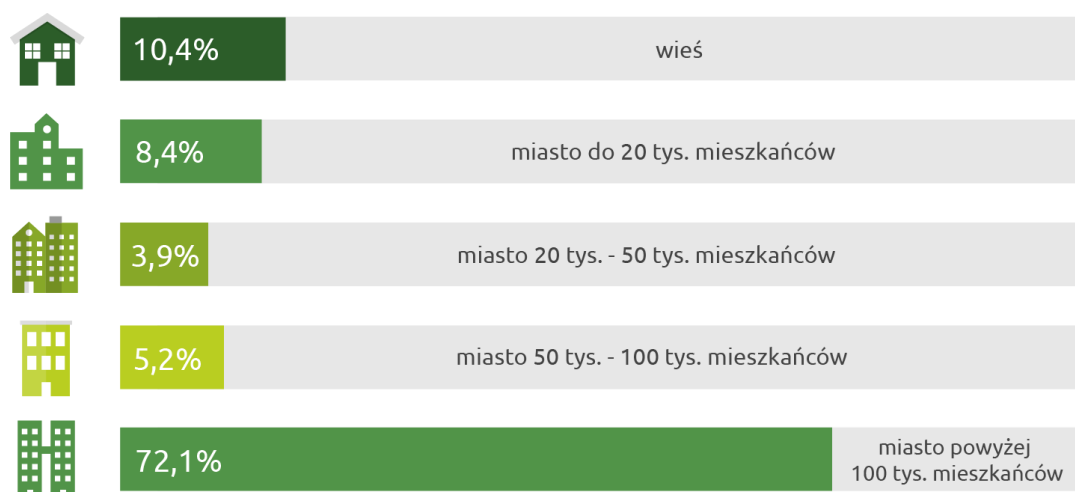 10,4% wieś
8,4% miasto do 20 tys. mieszkańców
3,9% miasto 20 tys. - 50 tys. mieszkańców
5,2% miasto 50 tys. - 100 tys. mieszkańców
72,1% miasto powyżej
100 tys. mieszkańców